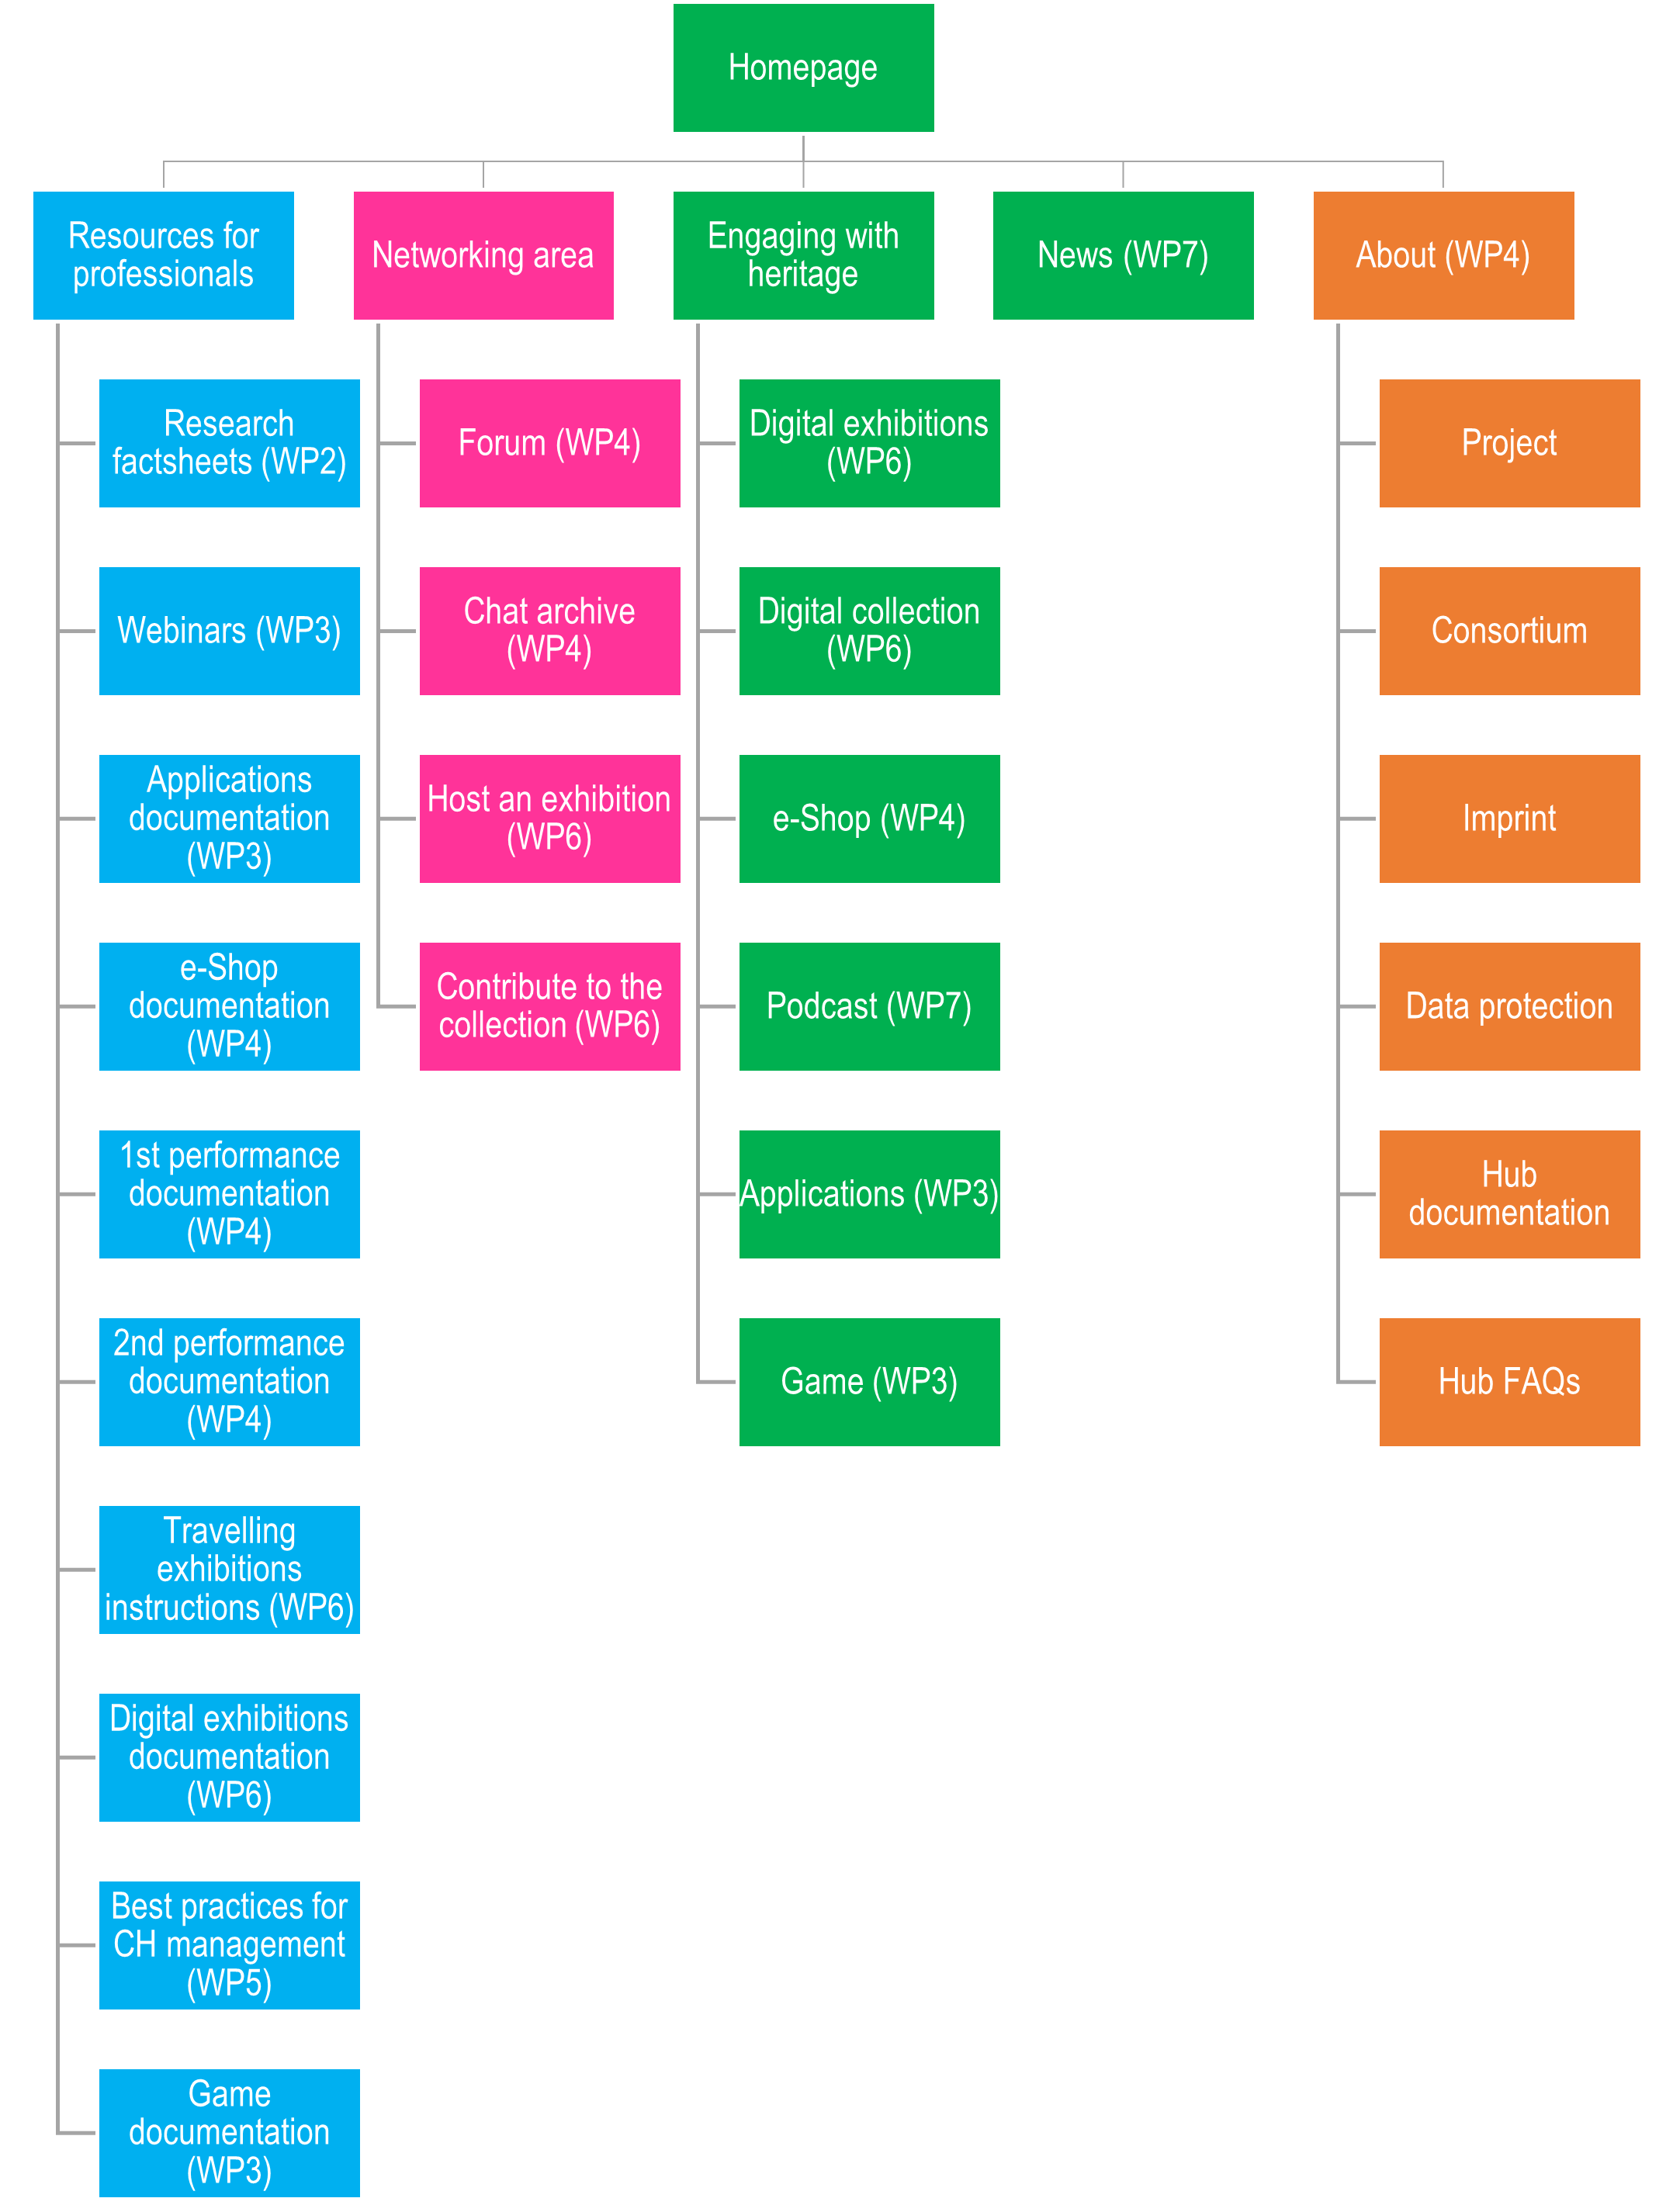 Homepage
Resources for
professionals
Networking area
Engaging with
heritage
News (WP7)
About (WP4)
Research
factsheets (WP2)
Webinars (WP3)
Applications
documentation
(WP3)
e-Shop
documentation
(WP4)
1st performance
documentation
(WP4)
2nd performance
documentation
(WP4)
Travelling
exhibitions
instructions (WP6)
Digital exhibitions
documentation
(WP6)
Best practices for
CH management
(WP5)
Game
documentation
(WP3)
Forum (WP4)
Chat archive
(WP4)
Host an exhibition
(WP6)
Contribute to the
collection (WP6)
Digital exhibitions
(WP6)
Digital collection
(WP6)
e-Shop (WP4)
Podcast (WP7)
Applications (WP3)
Game (WP3)
Project
Consortium
Imprint
Data protection
Hub
documentation
Hub FAQs